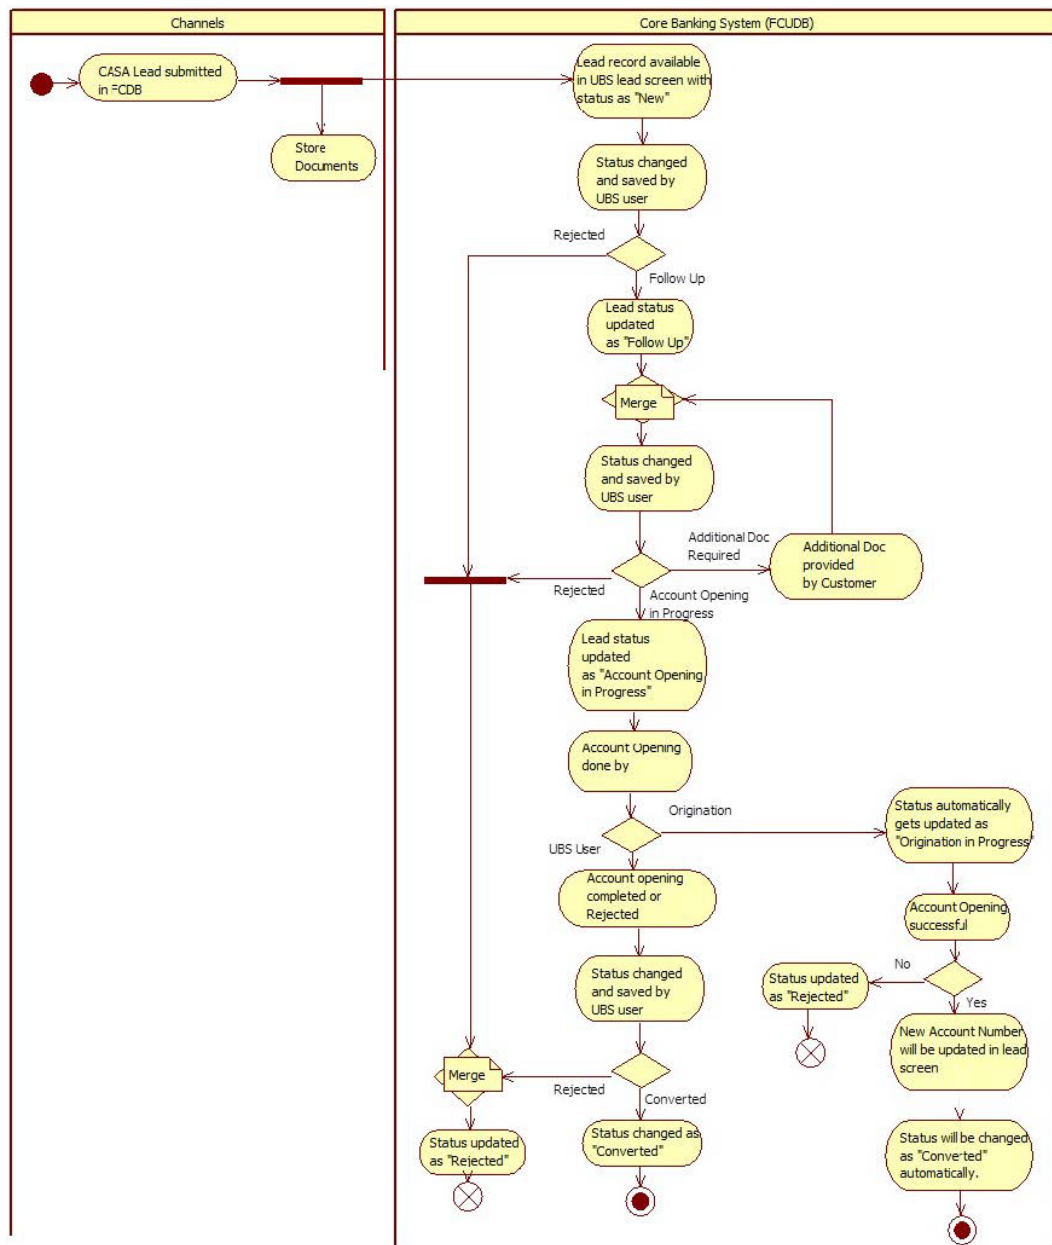 Channels
Core Banking System (FCUDB)
CASA Lead submitted
in FCDB
Lead record available
in UBS lead screen with
status as "New"
Store
Documents
Status changed
and saved by
UBS user
Rejected
Follow Up
Lead status
updated
as "Follow Up"
Merge
Status changed
and saved by
UBS user
Additional Doc
Required
Additional Doc
provided
by Customer
Rejected
Account Opening
in Progress
Lead status
updated
as "Account Opening
in Progress"
Account Opening
done by
Origination
Status automatically
gets updated as
"Origination in Progress"
UBS User
Account opening
completed or
Rejected
Account Opening
successful
Status changed
and saved by
UBS user
No
Status updated
as "Rejected"
Yes
New Account Number
will be updated in lead
screen
Merge
Rejected
Converted
Status updated
as "Rejected"
Status changed as
"Converted"
Status will be changed
as "Converted"
automatically.